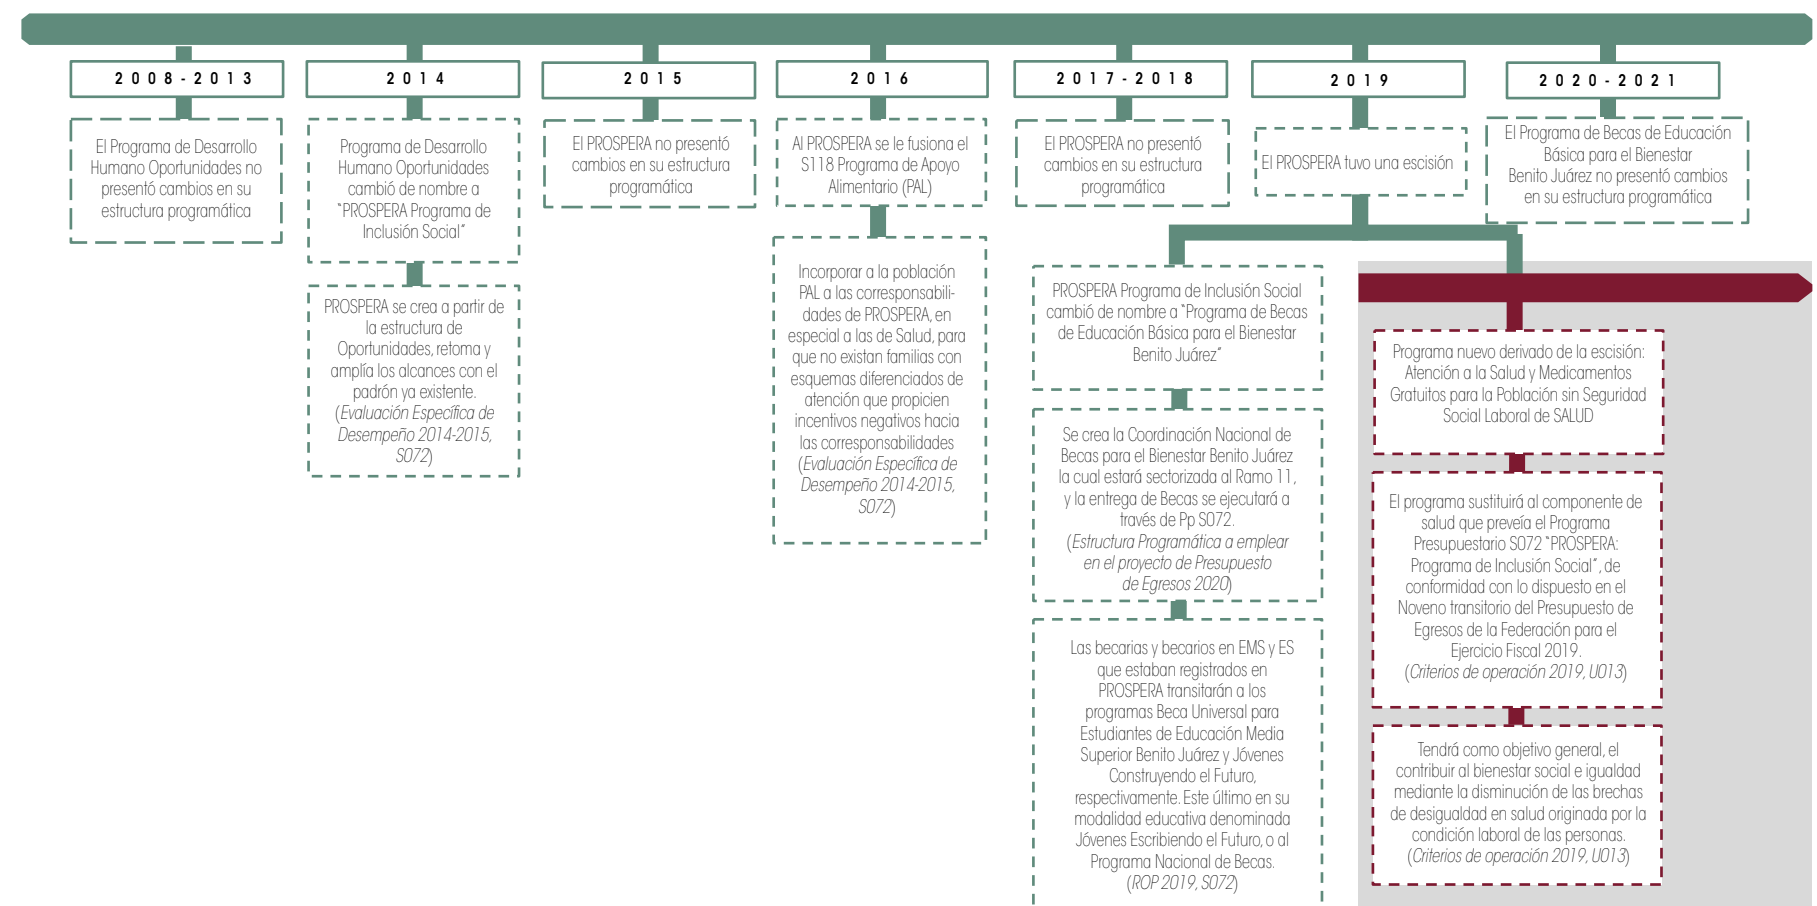 2008-2013
El Programa de Desarrollo
Humano Oportunidades no
presentó cambios en su
estructura programática
2014
Programa de Desarrollo
Humano Oportunidades
cambió de nombre a
“PROSPERA Programa de
Inclusión Social”
PROSPERA se crea a partir de
la estructura de
Oportunidades, retoma y
amplía los alcances con el
padrón ya existente.
(Evaluación Específica de
Desempeño 2014-2015,
S072)
2015
El PROSPERA no presentó
cambios en su estructura
programática
2016
Al PROSPERA se le fusiona el
S118 Programa de Apoyo
Alimentario (PAL)
Incorporar a la población
PAL a las corresponsabili-
dades de PROSPERA, en
especial a las de Salud, para
que no existan familias con
esquemas diferenciados de
atención que propicien
incentivos negativos hacia
las corresponsabilidades
(Evaluación Específica de
Desempeño 2014-2015,
S072)
2017-2018
El PROSPERA no presentó
cambios en su estructura
programática
2019
El PROSPERA tuvo una escisión
PROSPERA Programa de Inclusión Social
cambió de nombre a “Programa de Becas
de Educación Básica para el Bienestar
Benito Juárez”
Se crea la Coordinación Nacional de
Becas para el Bienestar Benito Juárez
la cual estará sectorizada al Ramo 11,
y la entrega de Becas se ejecutará a
través de Pp S072.
(Estructura Programática a emplear
en el proyecto de Presupuesto
de Egresos 2020)
Las becarias y becarios en EMS y ES
que estaban registrados en
PROSPERA transitarán a los
programas Beca Universal para
Estudiantes de Educación Media
Superior Benito Juárez y Jóvenes
Construyendo el Futuro,
respectivamente. Este último en su
modalidad educativa denominada
Jóvenes Escribiendo el Futuro, o al
Programa Nacional de Becas.
(ROP 2019, S072)
Programa nuevo derivado de la escisión:
Atención a la Salud y Medicamentos
Gratuitos para la Población sin Seguridad
Social Laboral de SALUD
El programa sustituirá al componente de
salud que preveía el Programa
Presupuestario S072 “PROSPERA:
Programa de Inclusión Social”, de
conformidad con lo dispuesto en el
Noveno transitorio del Presupuesto de
Egresos de la Federación para el
Ejercicio Fiscal 2019.
(Criterios de operación 2019, U013)
Tendrá como objetivo general, el
contribuir al bienestar social e igualdad
mediante la disminución de las brechas
de desigualdad en salud originada por la
condición laboral de las personas.
(Criterios de operación 2019, U013)
2020-2021
El Programa de Becas de Educación
Básica para el Bienestar
Benito Juárez no presentó cambios
en su estructura programática